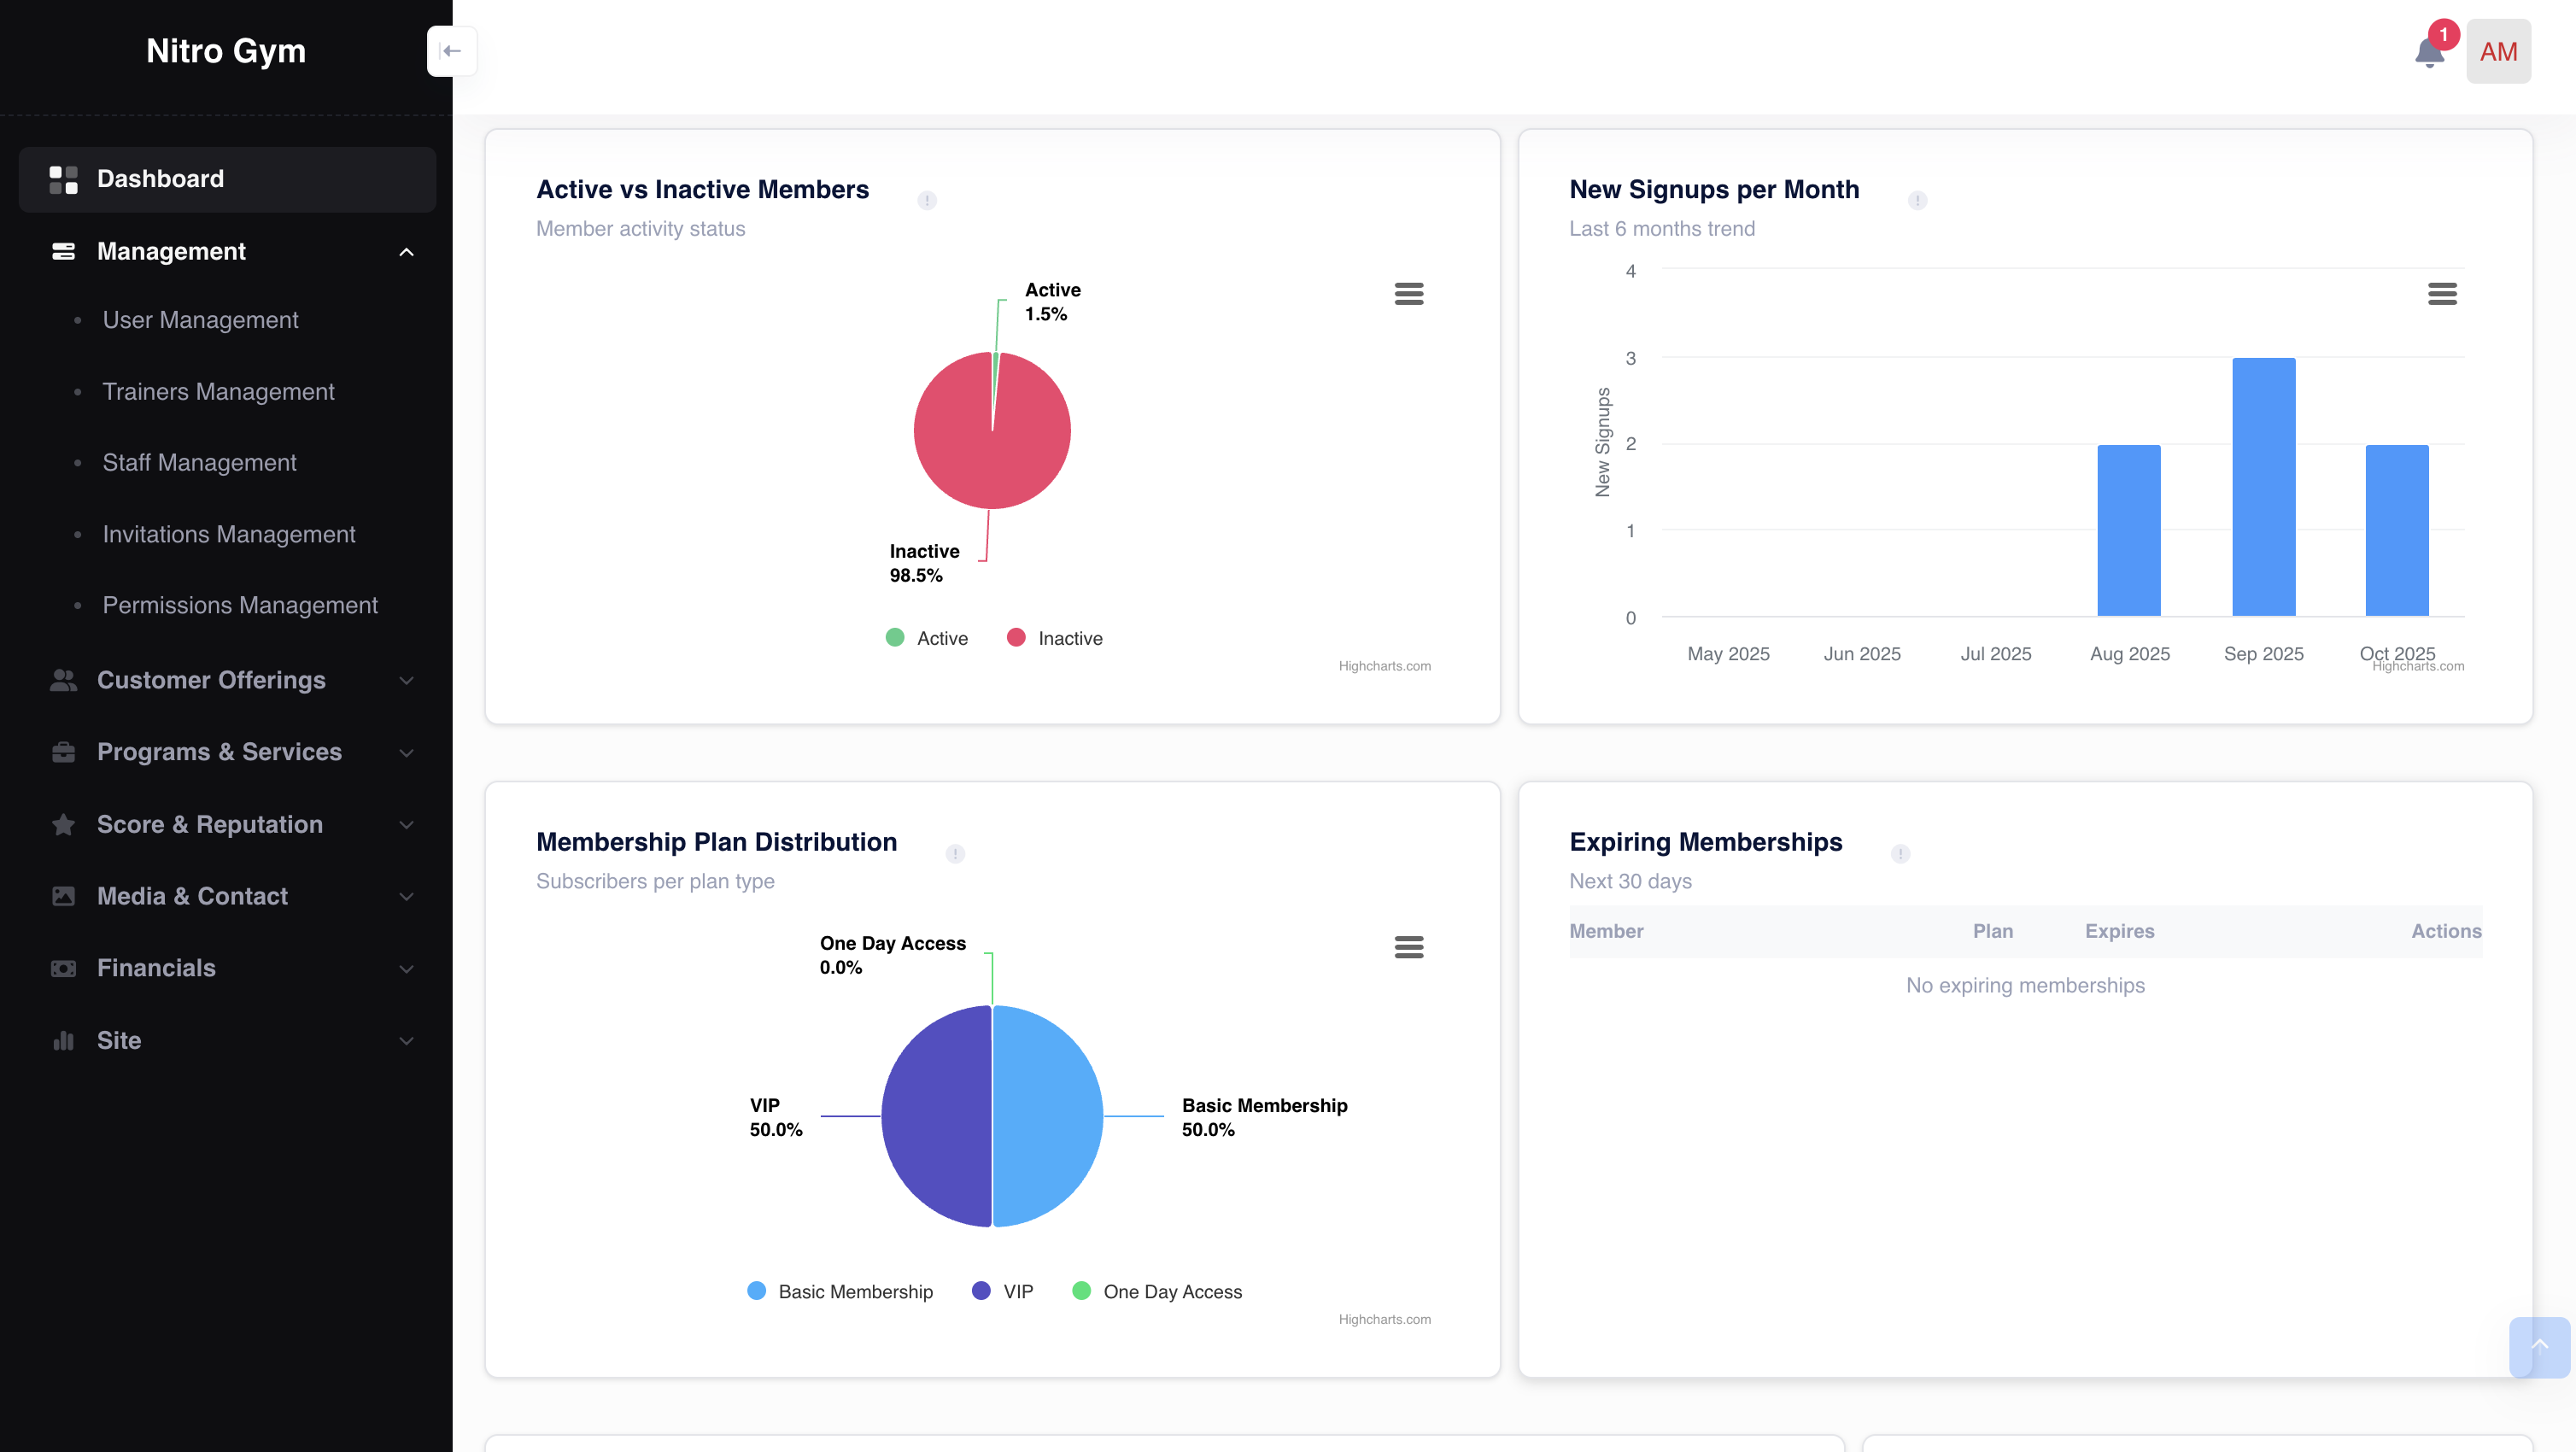 Nitro Gym
1
AM
Dashboard
Management
User Management
Trainers Management
Staff Management
Invitations Management
Permissions Management
Customer Offerings
Programs & Services
Score & Reputation
Media & Contact
Financials
Site
Active vs Inactive Members
Member activity status
Active
1.5%
Inactive
98.5%
Active
Inactive
Highcharts.com
New Signups per Month
Last 6 months trend
New Signups
4
3
2
1
0
May 2025
Jun 2025
Jul 2025
Aug 2025
Sep 2025
Oct 2025
Highcharts.com
Membership Plan Distribution
Subscribers per plan type
One Day Access
0.0%
VIP
50.0%
Basic Membership
50.0%
Basic Membership
VIP
One Day Access
Highcharts.com
Expiring Memberships
Next 30 days
Member Plan Expires Actions
No expiring memberships